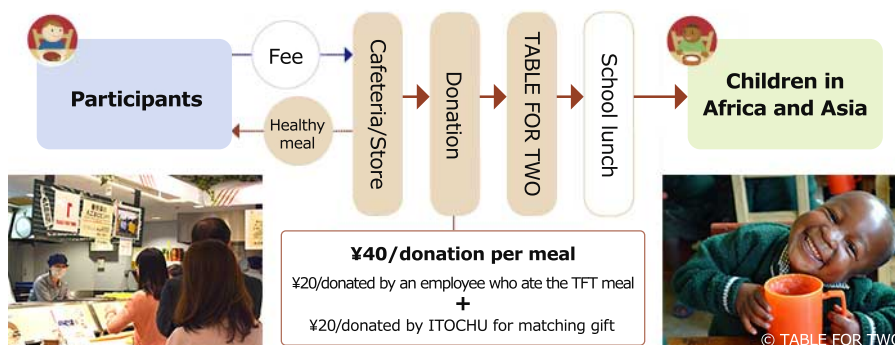 Participants
Fee
Healthy
meal
Cafeteria/Store
Donation
TABLE FOR TWO
School lunch
Children in
Africa and Asia
¥40/donation per meal
¥20/donated by an employee who ate the TFT meal
+
¥20/donated by ITOCHU for matching gift
© TABLE FOR TWO